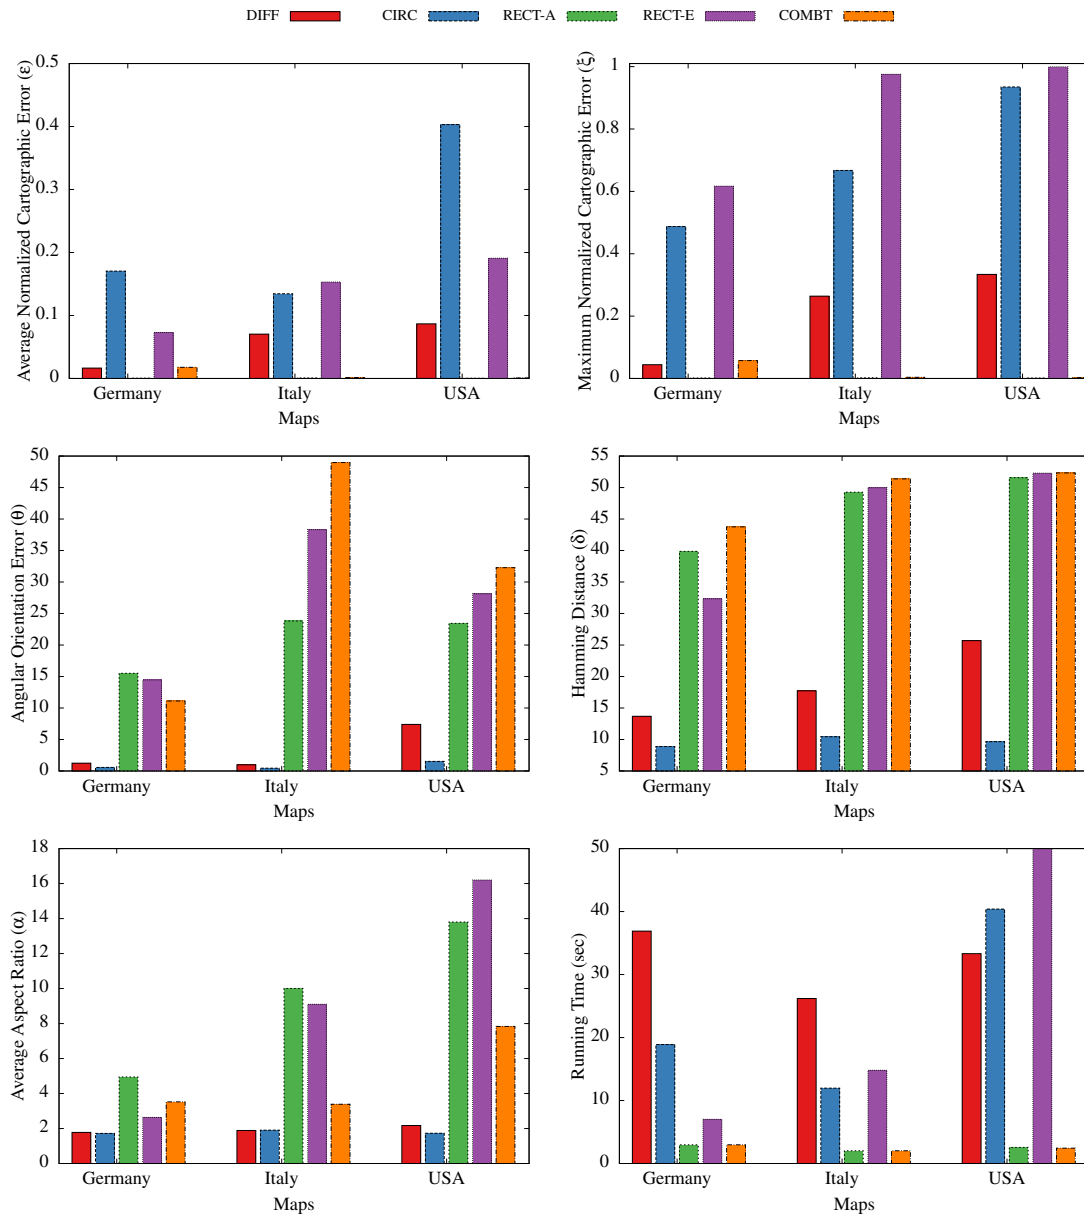 DIFF CIRC RECT-A RECT-E COMBT
Average Normalized Cartographic Error (ε)
0.5
0.4
0.3
0.2
0.1
0
Germany Italy USA
Maps
Maximum Normalized Cartographic Error (ξ)
1
0.8
0.6
0.4
0.2
0
Germany Italy USA
Maps
Angular Orientation Error (θ)
50
45
40
35
30
25
20
15
10
5
0
Germany Italy USA
Maps
Hamming Distance (δ)
55
50
45
40
35
30
25
20
15
10
5
Germany Italy USA
Maps
Average Aspect Ratio (α)
18
16
14
12
10
8
6
4
2
0
Germany Italy USA
Maps
Running Time (sec)
50
40
30
20
10
0
Germany Italy USA
Maps